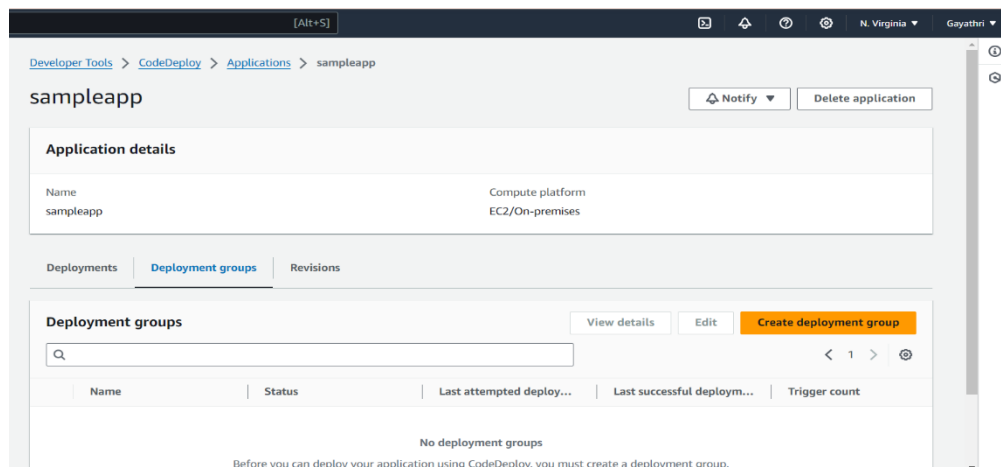 [Alt+S] N. Virginia ▼ Gayathri ▼
Developer Tools > CodeDeploy > Applications > sampleapp
sampleapp
Notify ▼ Delete application
Application details
Name Compute platform
sampleapp EC2/On-premises
Deployments Deployment groups Revisions
Deployment groups View details Edit Create deployment group
< 1 >
Name Status Last attempted deploy... Last successful deploym... Trigger count
No deployment groups
Before you can deploy your application using CodeDeploy, you must create a deployment group.